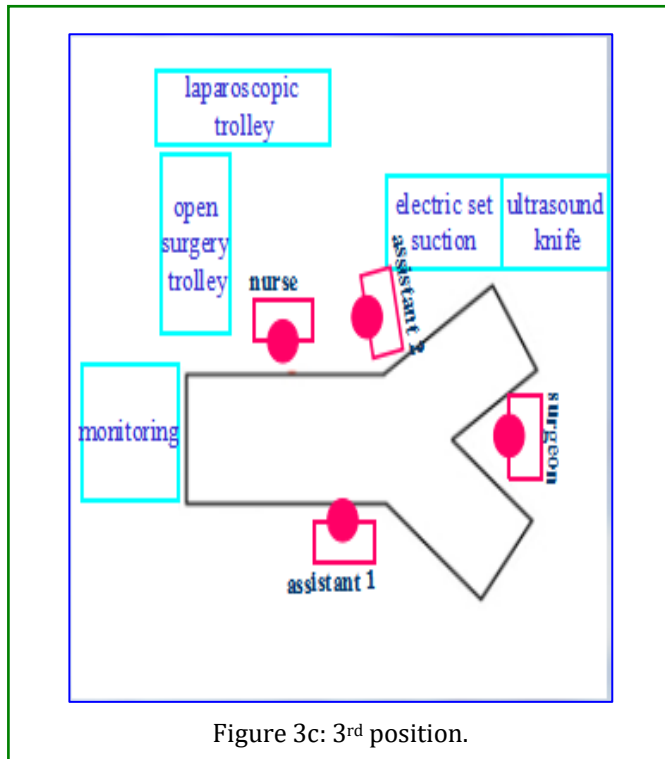 laparoscopic
trolley
open
surgery
trolley
electric set
suction
ultrasound
knife
nurse
assistant 2
monitoring
surgeon
assistant 1
Figure 3c: 3rd position.